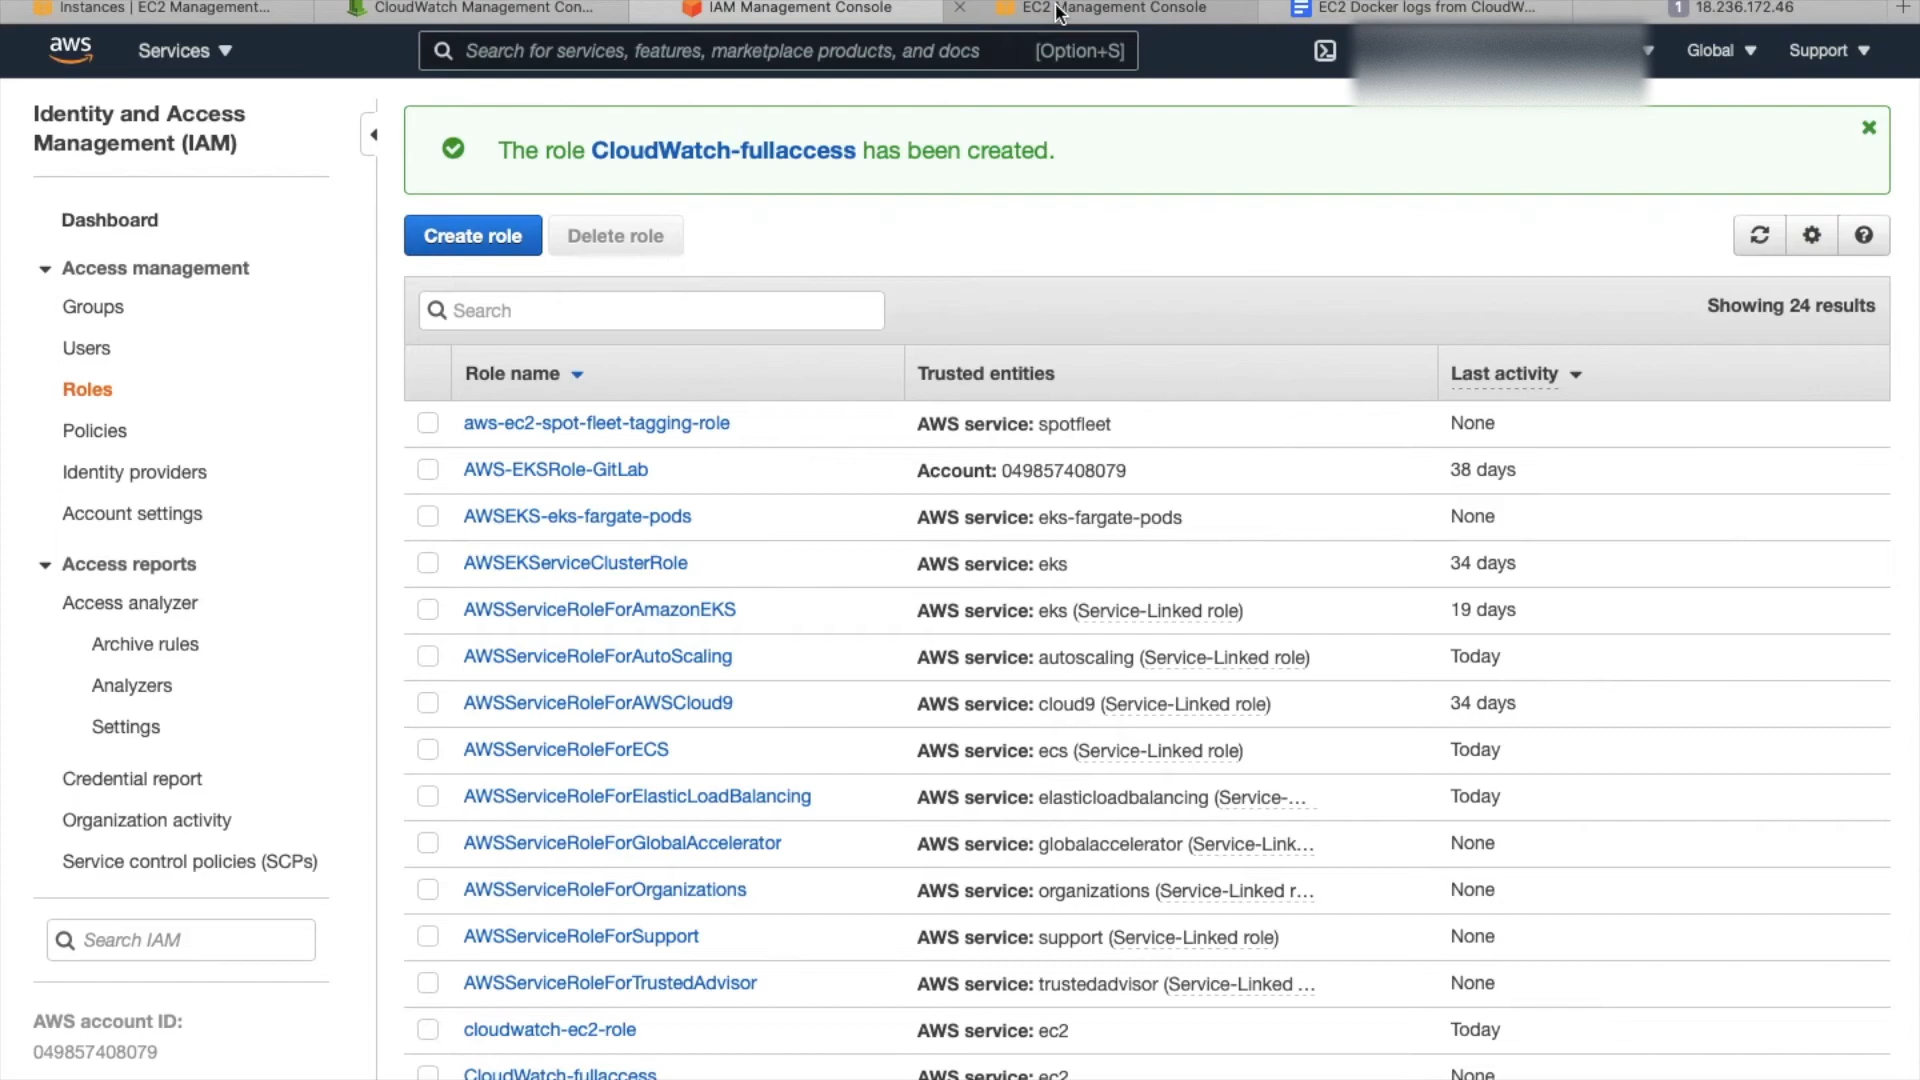 Instances | EC2 Management...
CloudWatch Management Con...
IAM Management Console
EC2 Management Console
EC2 Docker logs from CloudW...
1 18.236.172.46
aws
Services
Search for services, features, marketplace products, and docs [Option+S]
Global
Support
Identity and Access
Management (IAM)
Dashboard
Access management
Groups
Users
Roles
Policies
Identity providers
Account settings
Access reports
Access analyzer
Archive rules
Analyzers
Settings
Credential report
Organization activity
Service control policies (SCPs)
Search IAM
AWS account ID:
049857408079
The role CloudWatch-fullaccess has been created.
Create role
Delete role
Search
Showing 24 results
Role name Trusted entities Last activity
aws-ec2-spot-fleet-tagging-role AWS service: spotfleet None
AWS-EKSRole-GitLab Account: 049857408079 38 days
AWSEKS-eks-fargate-pods AWS service: eks-fargate-pods None
AWSEKServiceClusterRole AWS service: eks 34 days
AWSServiceRoleForAmazonEKS AWS service: eks (Service-Linked role) 19 days
AWSServiceRoleForAutoScaling AWS service: autoscaling (Service-Linked role) Today
AWSServiceRoleForAWSCloud9 AWS service: cloud9 (Service-Linked role) 34 days
AWSServiceRoleForECS AWS service: ecs (Service-Linked role) Today
AWSServiceRoleForElasticLoadBalancing AWS service: elasticloadbalancing (Service-... Today
AWSServiceRoleForGlobalAccelerator AWS service: globalaccelerator (Service-Link... None
AWSServiceRoleForOrganizations AWS service: organizations (Service-Linked r... None
AWSServiceRoleForSupport AWS service: support (Service-Linked role) None
AWSServiceRoleForTrustedAdvisor AWS service: trustedadvisor (Service-Linked ... None
cloudwatch-ec2-role AWS service: ec2 Today
CloudWatch-fullaccess AWS service: ec2 None